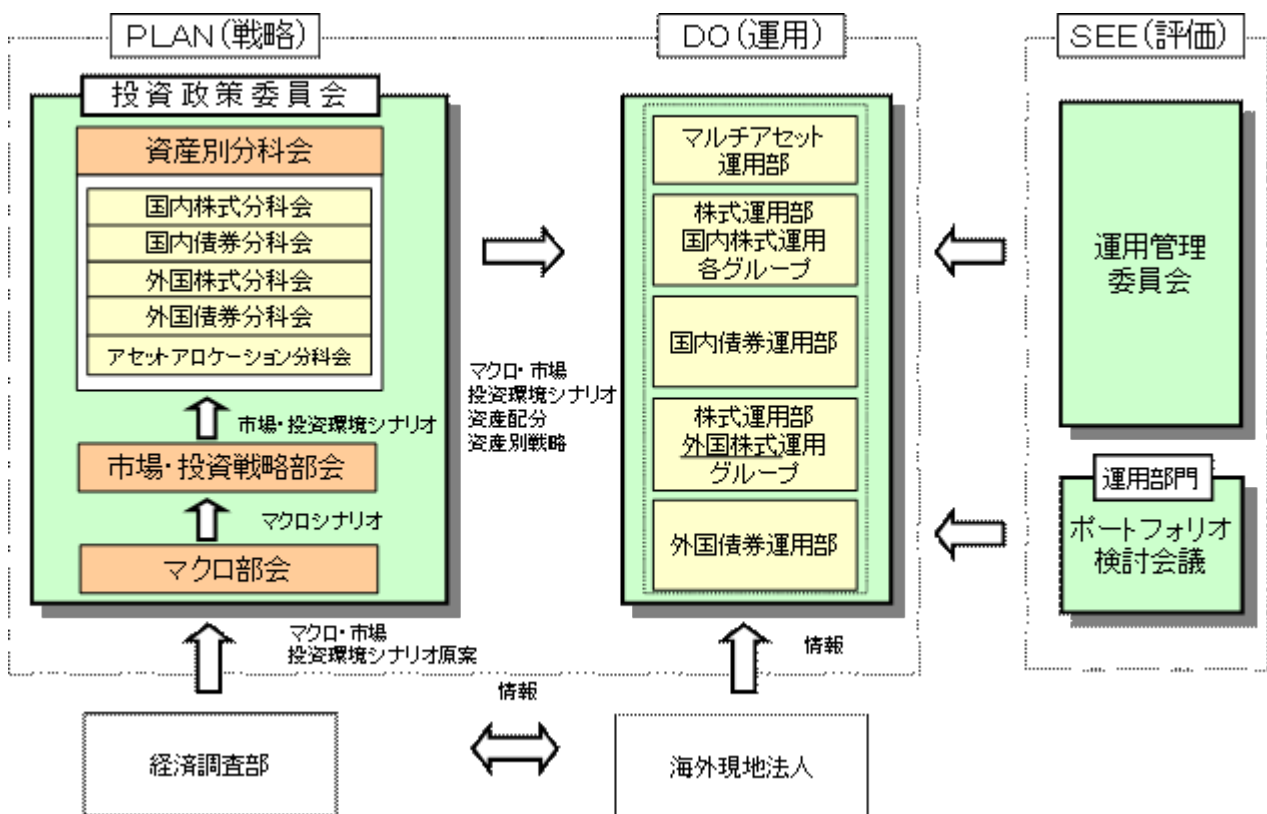 PLAN(戦略)
投資政策委員会
資産別分科会
国内株式分科会
国内債券分科会
外国株式分科会
外国債券分科会
アセットアロケーション分科会
市場・投資環境シナリオ
市場・投資戦略部会
マクロシナリオ
マクロ部会
マクロ・市場
投資環境シナリオ原案
経済調査部
マクロ・市場
投資環境シナリオ
資産配分
資産別戦略
情報
DO(運用)
マルチアセット
運用部
株式運用部
国内株式運用
各グループ
国内債券運用部
株式運用部
外国株式運用
グループ
外国債券運用部
情報
海外現地法人
SEE(評価)
運用管理
委員会
運用部門
ポートフォリオ
検討会議